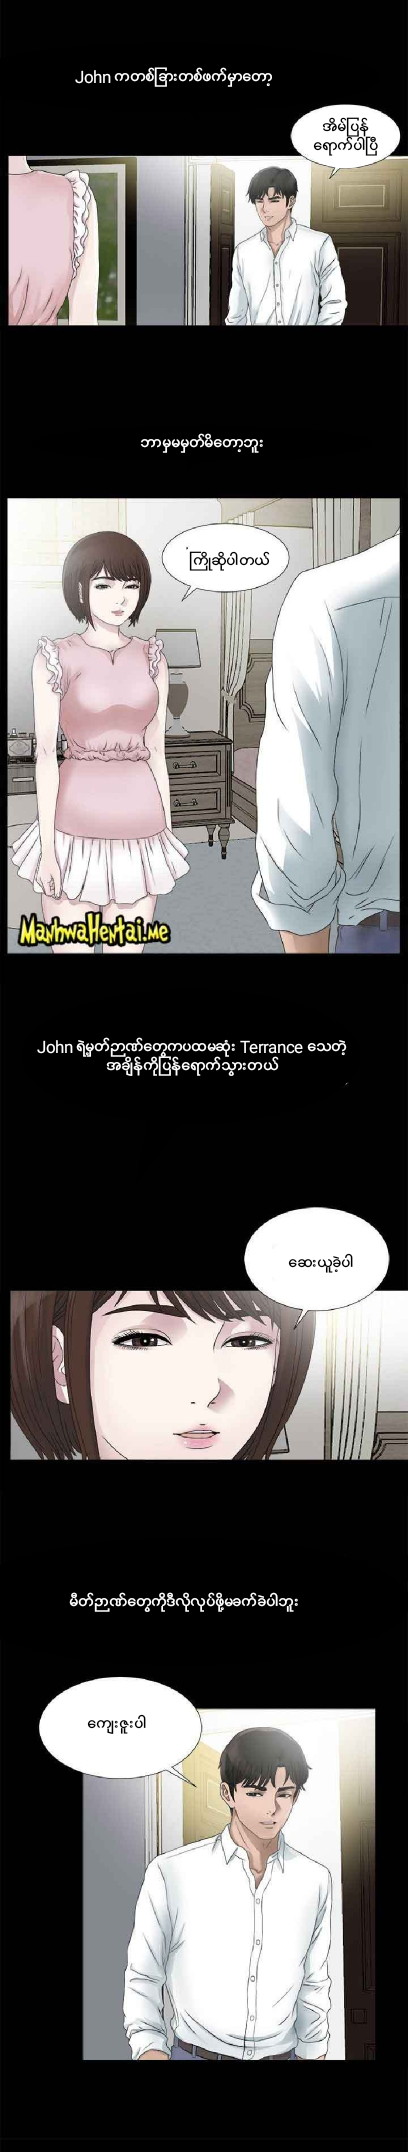 John ကတစ်ခြားတစ်ဖက်မှာတော့
အိမ်ပြန်
ရောက်ပါပြီ
ဘာမှမမှတ်မိတော့ဘူး
ကြိုဆိုပါတယ်
ManhwaHentai.me
John ရဲ့မှတ်ဉာဏ်တွေကပထမဆုံး Terrance သေတဲ့
အချိန်ကိုပြန်ရောက်သွားတယ်
ဆေးယူခဲ့ပါ
မီတ်ဉာဏ်တွေကိုဒီလိုလုပ်ဖို့မခက်ခဲပါဘူး
ကျေးဇူးပါ